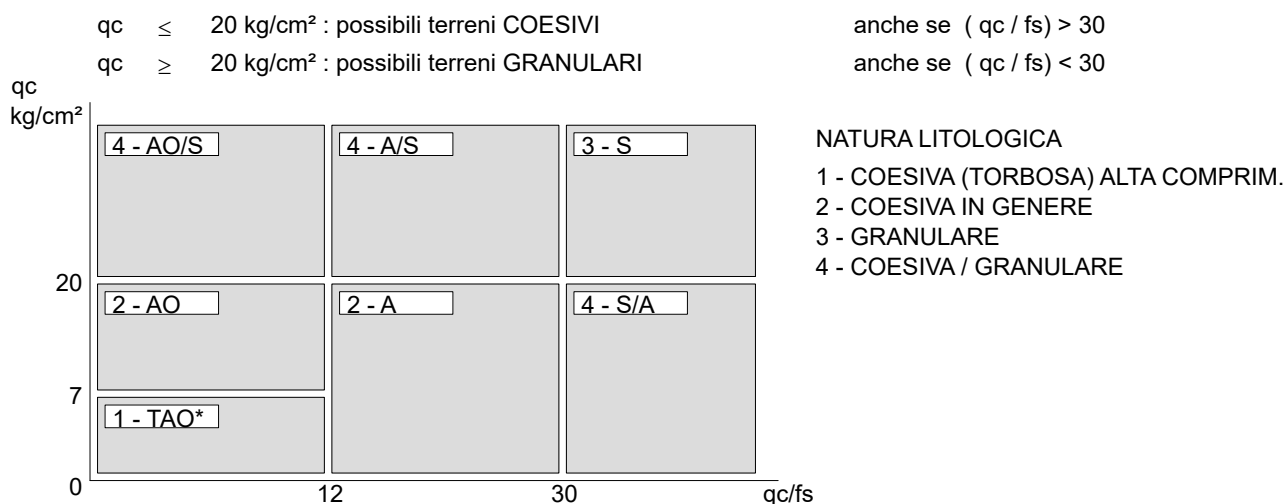 qc ≤ 20 kg/cm² : possibili terreni COESIVI anche se ( qc / fs) > 30
qc ≥ 20 kg/cm² : possibili terreni GRANULARI anche se ( qc / fs) < 30
qc
kg/cm²
4 - AO/S 4 - A/S 3 - S
NATURA LITOLOGICA
1 - COESIVA (TORBOSA) ALTA COMPRIM.
2 - COESIVA IN GENERE
3 - GRANULARE
4 - COESIVA / GRANULARE
20
2 - AO 2 - A 4 - S/A
7
1 - TAO*
0
12 30 qc/fs